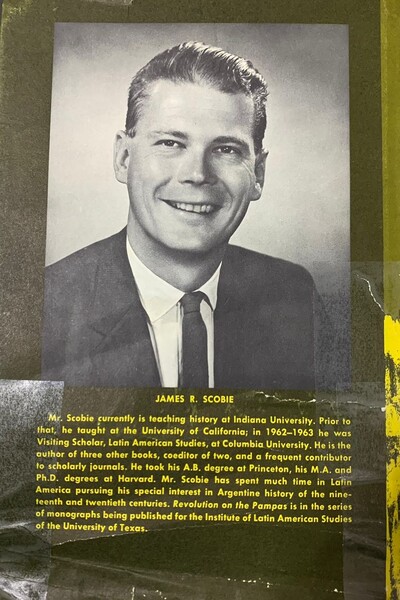 JAMES R. SCOBIE
Mr. Scobie currently is teaching history at Indiana University. Prior to
that, he taught at the University of California; in 1962–1963 he was
Visiting Scholar, Latin American Studies, at Columbia University. He is the
author of three other books, coeditor of two, and a frequent contributor
to scholarly journals. He took his A.B. degree at Princeton, his M.A. and
Ph.D. degrees at Harvard. Mr. Scobie has spent much time in Latin
America pursuing his special interest in Argentine history of the nine-
teenth and twentieth centuries. Revolution on the Pampas is in the series
of monographs being published for the Institute of Latin American Studies
of the University of Texas.